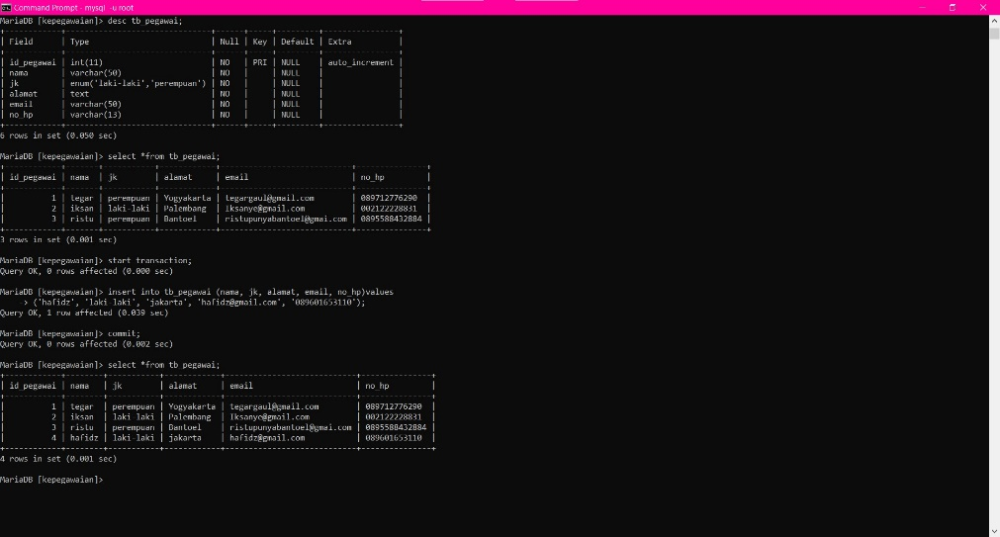 Command Prompt - mysql -u root
MariaDB [kepegawaian]> desc tb_pegawai;
+------------+------------------------------+------+-----+---------+----------------+
| Field      | Type                         | Null | Key | Default | Extra          |
+------------+------------------------------+------+-----+---------+----------------+
| id_pegawai | int(11)                      | NO   | PRI | NULL    | auto_increment |
| nama       | varchar(50)                  | NO   |     | NULL    |                |
| jk         | enum('laki-laki','perempuan') | NO   |     | NULL    |                |
| alamat     | text                         | NO   |     | NULL    |                |
| email      | varchar(50)                  | NO   |     | NULL    |                |
| no_hp      | varchar(13)                  | NO   |     | NULL    |                |
+------------+------------------------------+------+-----+---------+----------------+
6 rows in set (0.050 sec)
MariaDB [kepegawaian]> select *from tb_pegawai;
+------------+-------+-----------+------------+-----------------------------+---------------+
| id_pegawai | nama  | jk        | alamat     | email                       | no_hp         |
+------------+-------+-----------+------------+-----------------------------+---------------+
|          1 | tegar | perempuan | Yogyakarta | tegargaul@gmail.com         | 089712776290  |
|          2 | iksan | laki-laki | Palembang  | Iksanye@gmail.com           | 002122228831  |
|          3 | ristu | perempuan | Bantoel    | ristupunyabantoel@gmai.com  | 0895588432884 |
+------------+-------+-----------+------------+-----------------------------+---------------+
3 rows in set (0.001 sec)
MariaDB [kepegawaian]> start transaction;
Query OK, 0 rows affected (0.000 sec)
MariaDB [kepegawaian]> insert into tb_pegawai (nama, jk, alamat, email, no_hp)values
    -> ('hafidz', 'laki-laki', 'jakarta', 'hafidz@gmail.com', '089601653110');
Query OK, 1 row affected (0.039 sec)
MariaDB [kepegawaian]> commit;
Query OK, 0 rows affected (0.002 sec)
MariaDB [kepegawaian]> select *from tb_pegawai;
+------------+--------+-----------+------------+-----------------------------+---------------+
| id_pegawai | nama   | jk        | alamat     | email                       | no_hp         |
+------------+--------+-----------+------------+-----------------------------+---------------+
|          1 | tegar  | perempuan | Yogyakarta | tegargaul@gmail.com         | 089712776290  |
|          2 | iksan  | laki-laki | Palembang  | Iksanye@gmail.com           | 002122228831  |
|          3 | ristu  | perempuan | Bantoel    | ristupunyabantoel@gmai.com  | 0895588432884 |
|          4 | hafidz | laki-laki | jakarta    | hafidz@gmail.com            | 089601653110  |
+------------+--------+-----------+------------+-----------------------------+---------------+
4 rows in set (0.001 sec)
MariaDB [kepegawaian]>